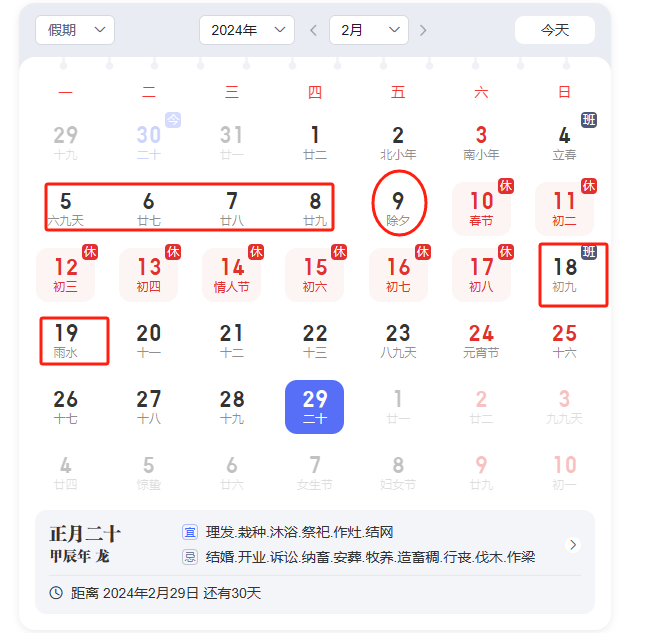 假期 2024年 2月 今天
一 二 三 四 五 六 日
29 30 今 31 1 2 3 4 班
十九 二十 廿一 廿二 北小年 南小年 立春
5 6 7 8 9 10 休 11 休
六九天 廿七 廿八 廿九 除夕 春节 初二
12 休 13 休 14 休 15 休 16 休 17 休 18 班
初三 初四 情人节 初六 初七 初八 初九
19 20 21 22 23 24 25
雨水 十一 十二 十三 八九天 元宵节 十六
26 27 28 29 1 2 3
十七 十八 十九 二十 廿一 廿二 九九天
4 5 6 7 8 9 10
廿四 惊蛰 廿六 女生节 妇女节 廿九 初一
正月二十 宜 理发.栽种.沐浴.祭祀.作灶.结网
甲辰年 龙 忌 结婚.开业.诉讼.纳畜.安葬.牧养.造畜稠.行丧.伐木.作梁
距离 2024年2月29日 还有30天